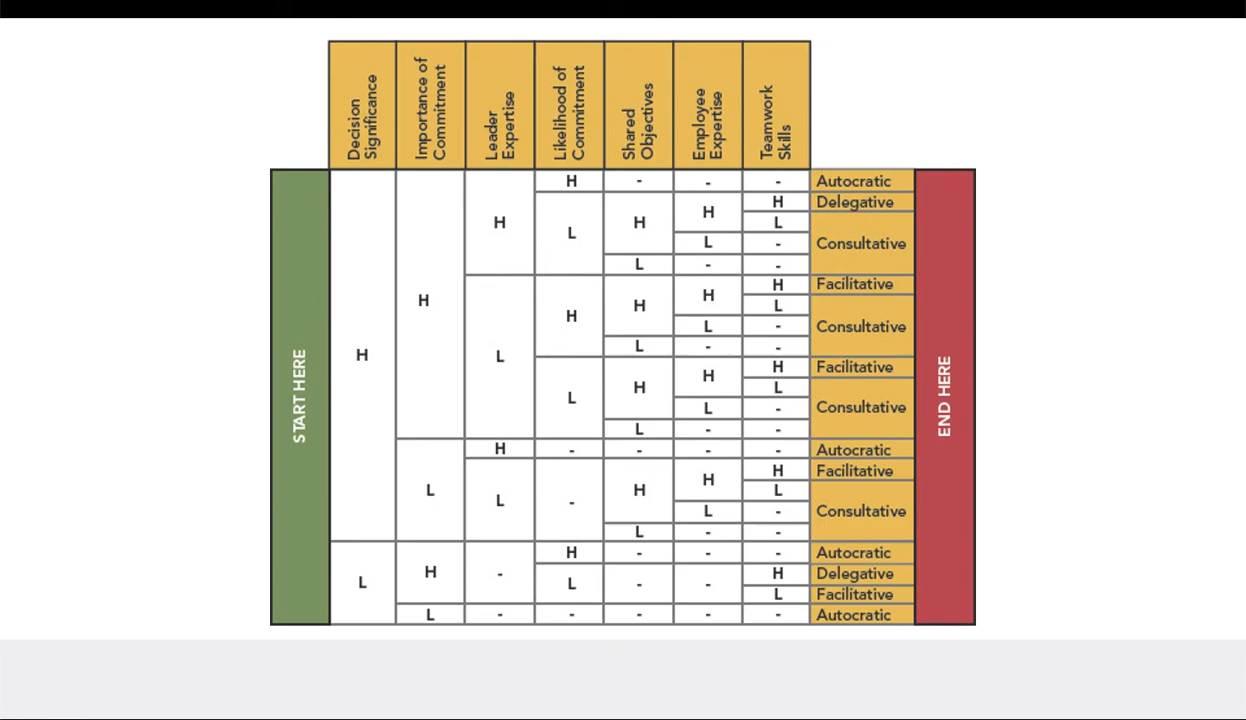 Decision Significance
Importance of Commitment
Leader Expertise
Likelihood of Commitment
Shared Objectives
Employee Expertise
Teamwork Skills
START HERE
H H H H - - - Autocratic
L H H H Delegative
L Consultative
L -
L - -
L H H H H Facilitative
L Consultative
L -
L - -
L H H H Facilitative
L Consultative
L -
L - -
L H - - - - Autocratic
L - H H H Facilitative
L Consultative
L -
L - -
L H - H - - - Autocratic
L - - H Delegative
L Facilitative
L - - - - - Autocratic
END HERE